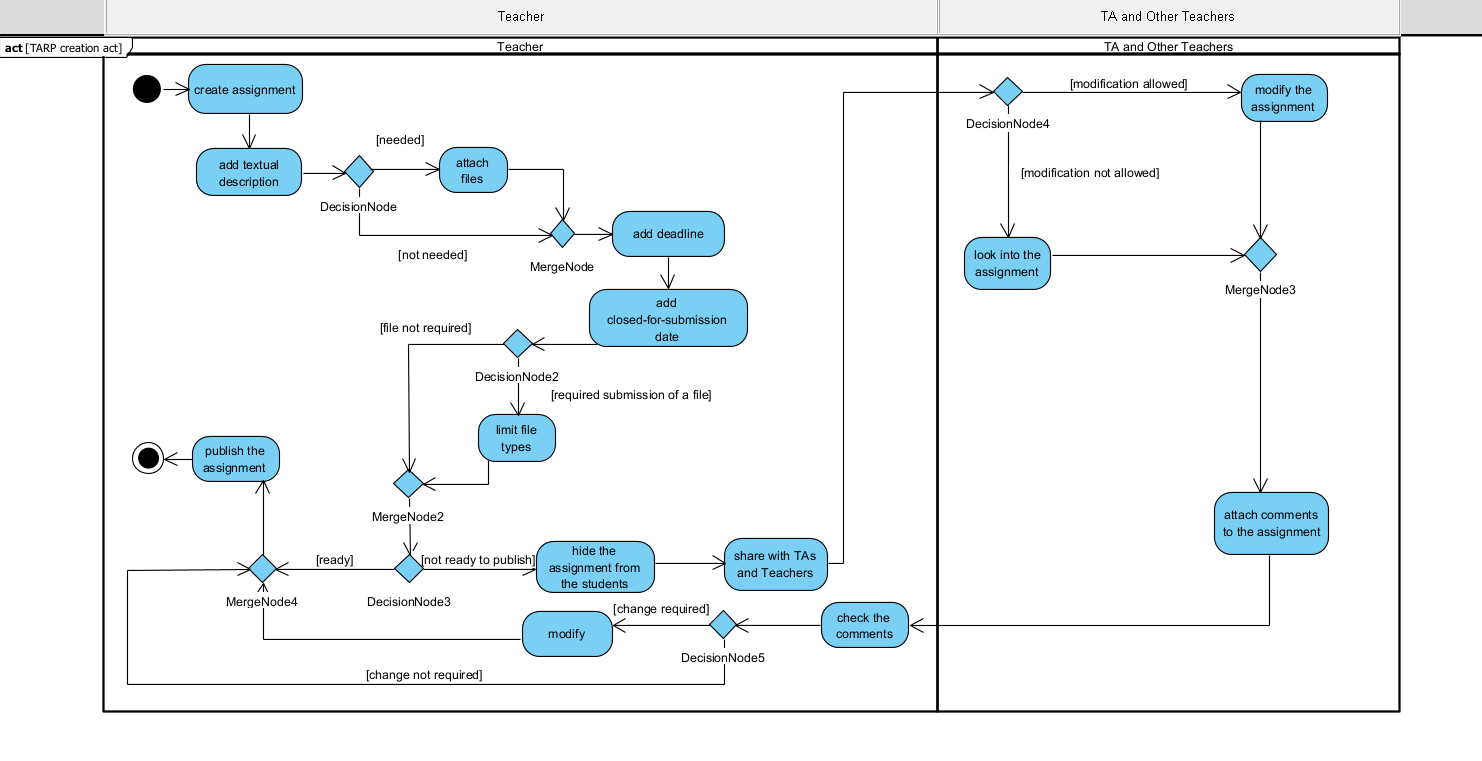 Teacher
TA and Other Teachers
act [TARP creation act]
Teacher
TA and Other Teachers
create assignment
[modification allowed]
modify the
assignment
DecisionNode4
[needed]
add textual
description
attach
files
[modification not allowed]
DecisionNode
add deadline
[not needed]
MergeNode
look into the
assignment
MergeNode3
add
closed-for-submission
date
[file not required]
DecisionNode2
[required submission of a file]
limit file
types
publish the
assignment
MergeNode2
attach comments
to the assignment
[ready]
[not ready to publish]
hide the
assignment from
the students
share with TAs
and Teachers
MergeNode4
DecisionNode3
[change required]
check the
comments
modify
DecisionNode5
[change not required]